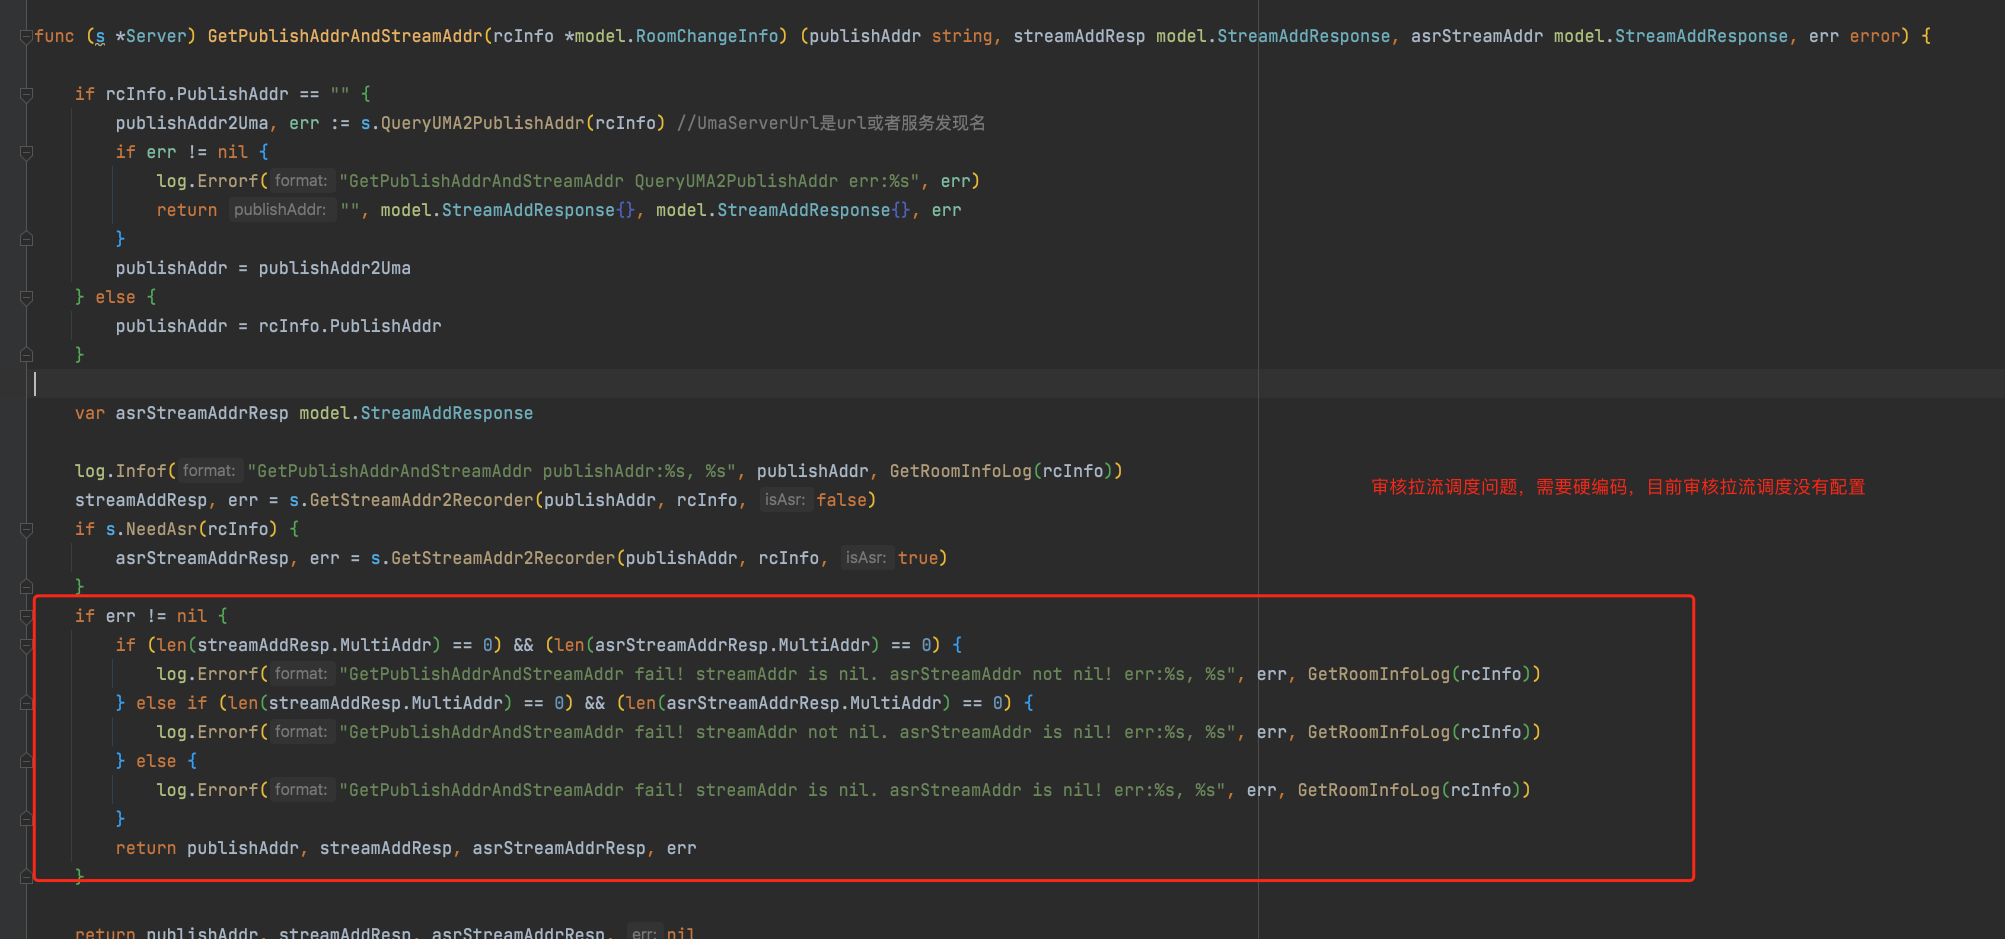 func (s *Server) GetPublishAddrAndStreamAddr(rcInfo *model.RoomChangeInfo) (publishAddr string, streamAddResp model.StreamAddResponse, asrStreamAddr model.StreamAddResponse, err error) {
if rcInfo.PublishAddr == "" {
publishAddr2Uma, err := s.QueryUMA2PublishAddr(rcInfo) //UmaServerUrl是url或者服务发现名
if err != nil {
log.Errorf( format: "GetPublishAddrAndStreamAddr QueryUMA2PublishAddr err:%s", err)
return publishAddr: "", model.StreamAddResponse{}, model.StreamAddResponse{}, err
}
publishAddr = publishAddr2Uma
} else {
publishAddr = rcInfo.PublishAddr
}
var asrStreamAddrResp model.StreamAddResponse
log.Infof( format: "GetPublishAddrAndStreamAddr publishAddr:%s, %s", publishAddr, GetRoomInfoLog(rcInfo))
审核拉流调度问题，需要硬编码，目前审核拉流调度没有配置
streamAddResp, err = s.GetStreamAddr2Recorder(publishAddr, rcInfo, isAsr: false)
if s.NeedAsr(rcInfo) {
asrStreamAddrResp, err = s.GetStreamAddr2Recorder(publishAddr, rcInfo, isAsr: true)
}
if err != nil {
if (len(streamAddResp.MultiAddr) == 0) && (len(asrStreamAddrResp.MultiAddr) == 0) {
log.Errorf( format: "GetPublishAddrAndStreamAddr fail! streamAddr is nil. asrStreamAddr not nil! err:%s, %s", err, GetRoomInfoLog(rcInfo))
} else if (len(streamAddResp.MultiAddr) == 0) && (len(asrStreamAddrResp.MultiAddr) == 0) {
log.Errorf( format: "GetPublishAddrAndStreamAddr fail! streamAddr not nil. asrStreamAddr is nil! err:%s, %s", err, GetRoomInfoLog(rcInfo))
} else {
log.Errorf( format: "GetPublishAddrAndStreamAddr fail! streamAddr is nil. asrStreamAddr is nil! err:%s, %s", err, GetRoomInfoLog(rcInfo))
}
return publishAddr, streamAddResp, asrStreamAddrResp, err
}
return publishAddr, streamAddResp, asrStreamAddrResp, err: nil